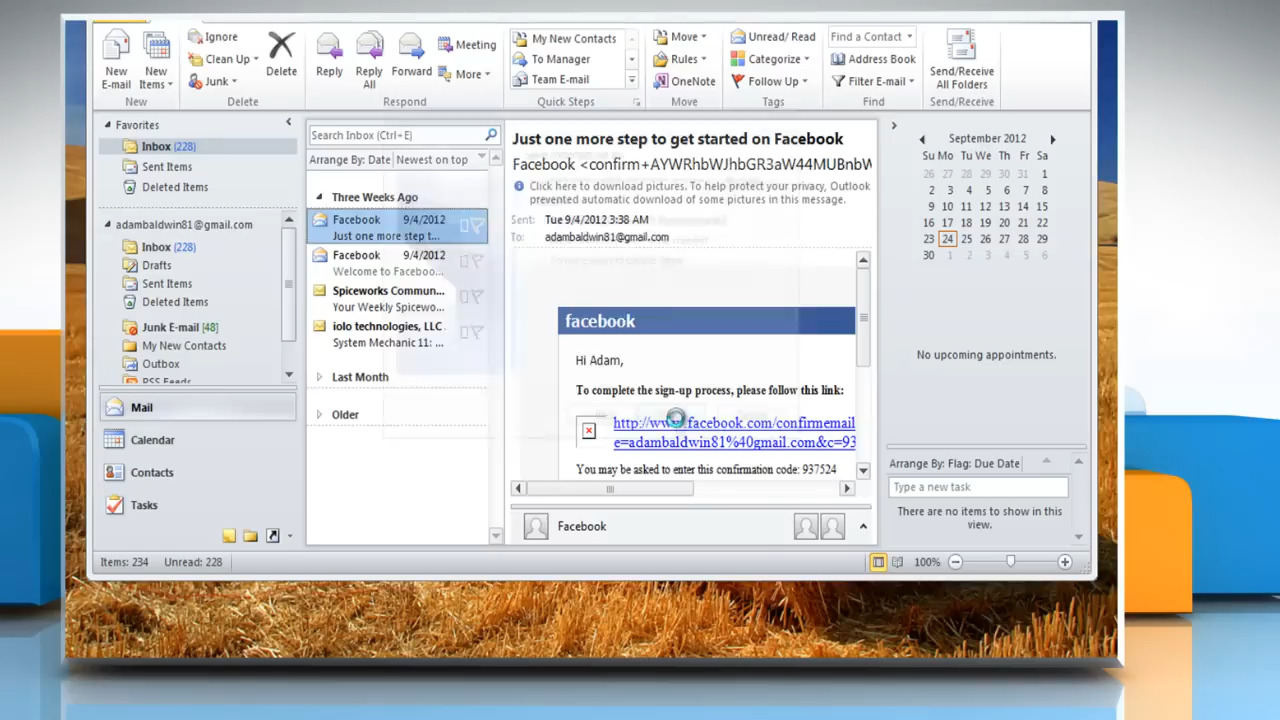 New E-mail
New Items
New
Ignore
Clean Up
Junk
Delete
Delete
Reply
Reply All
Forward
Meeting
More
Respond
My New Contacts
To Manager
Team E-mail
Quick Steps
Move
Rules
OneNote
Move
Unread/ Read
Categorize
Follow Up
Tags
Find a Contact
Address Book
Filter E-mail
Find
Send/Receive All Folders
Send/Receive
Favorites
Inbox (228)
Sent Items
Deleted Items
adambaldwin81@gmail.com
Inbox (228)
Drafts
Sent Items
Deleted Items
Junk E-mail [48]
My New Contacts
Outbox
RSS Feeds
Mail
Calendar
Contacts
Tasks
Items: 234
Unread: 228
Search Inbox (Ctrl+E)
Arrange By: Date
Newest on top
Three Weeks Ago
Facebook 9/4/2012
Just one more step t...
Facebook 9/4/2012
Welcome to Faceboo...
Spiceworks Commun...
Your Weekly Spicewo...
iolo technologies, LLC
System Mechanic 11: ...
Last Month
Older
Just one more step to get started on Facebook
Facebook <confirm+AYWRhbWJhbGR3aW44MUBnbW
Click here to download pictures. To help protect your privacy, Outlook
prevented automatic download of some pictures in this message.
Sent: Tue 9/4/2012 3:38 AM
To: adambaldwin81@gmail.com
facebook
Hi Adam,
To complete the sign-up process, please follow this link:
http://www.facebook.com/confirmemail
e=adambaldwin81%40gmail.com&c=93
You may be asked to enter this confirmation code: 937524
Facebook
September 2012
Su Mo Tu We Th Fr Sa
26 27 28 29 30 31 1
2 3 4 5 6 7 8
9 10 11 12 13 14 15
16 17 18 19 20 21 22
23 24 25 26 27 28 29
30 1 2 3 4 5 6
No upcoming appointments.
Arrange By: Flag: Due Date
Type a new task
There are no items to show in this
view.
100%